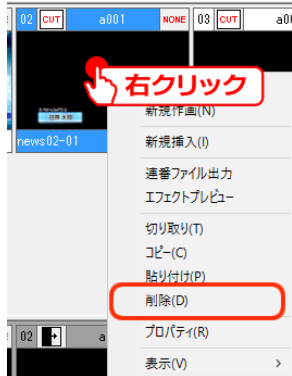 02 CUT a001 NONE 03 CUT a00
右クリック
news02-01
新規作画(N)
新規挿入(I)
連番ファイル出力
エフェクトプレビュー
切り取り(T)
コピー(C)
貼り付け(P)
削除(D)
プロパティ(R)
表示(V) >
02 a